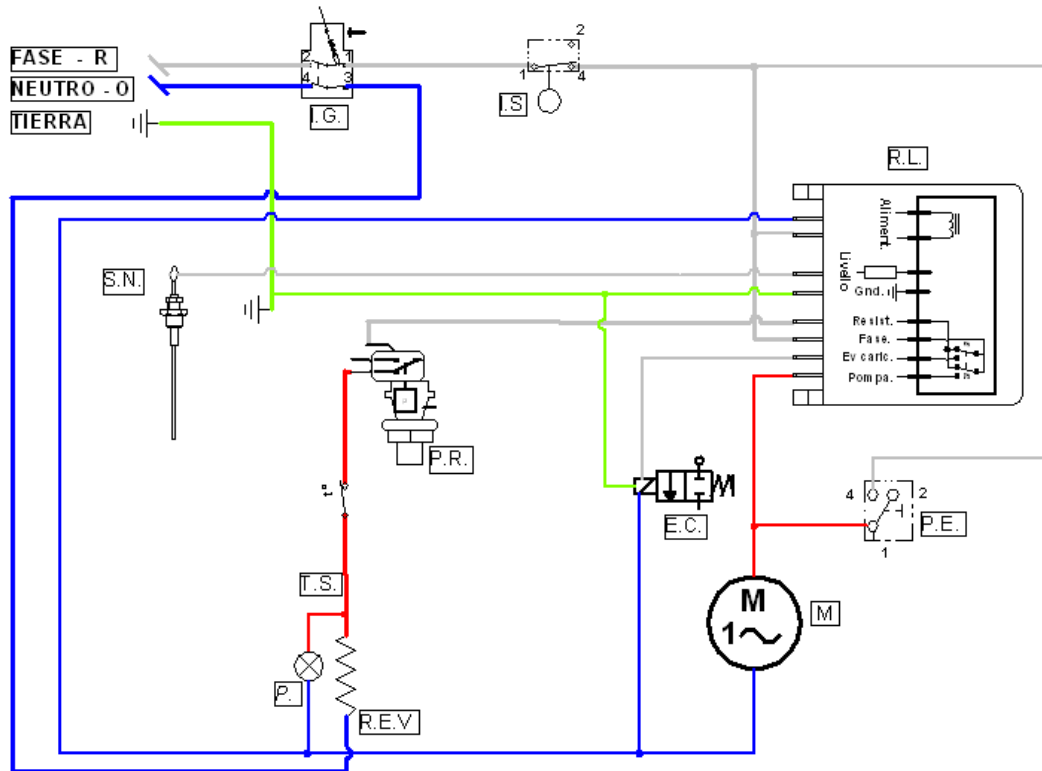 FASE - R
NEUTRO - O
TIERRA
2 1
4 3
I.G.
2
1 4
I.S
R.L.
Aliment.
Livello
Gnd.
Resist.
Fase.
Ev caric.
Pompa.
S.N.
P.R.
t°
E.C.
4 2
1
P.E.
T.S.
M
1
M
P.
R.E.V